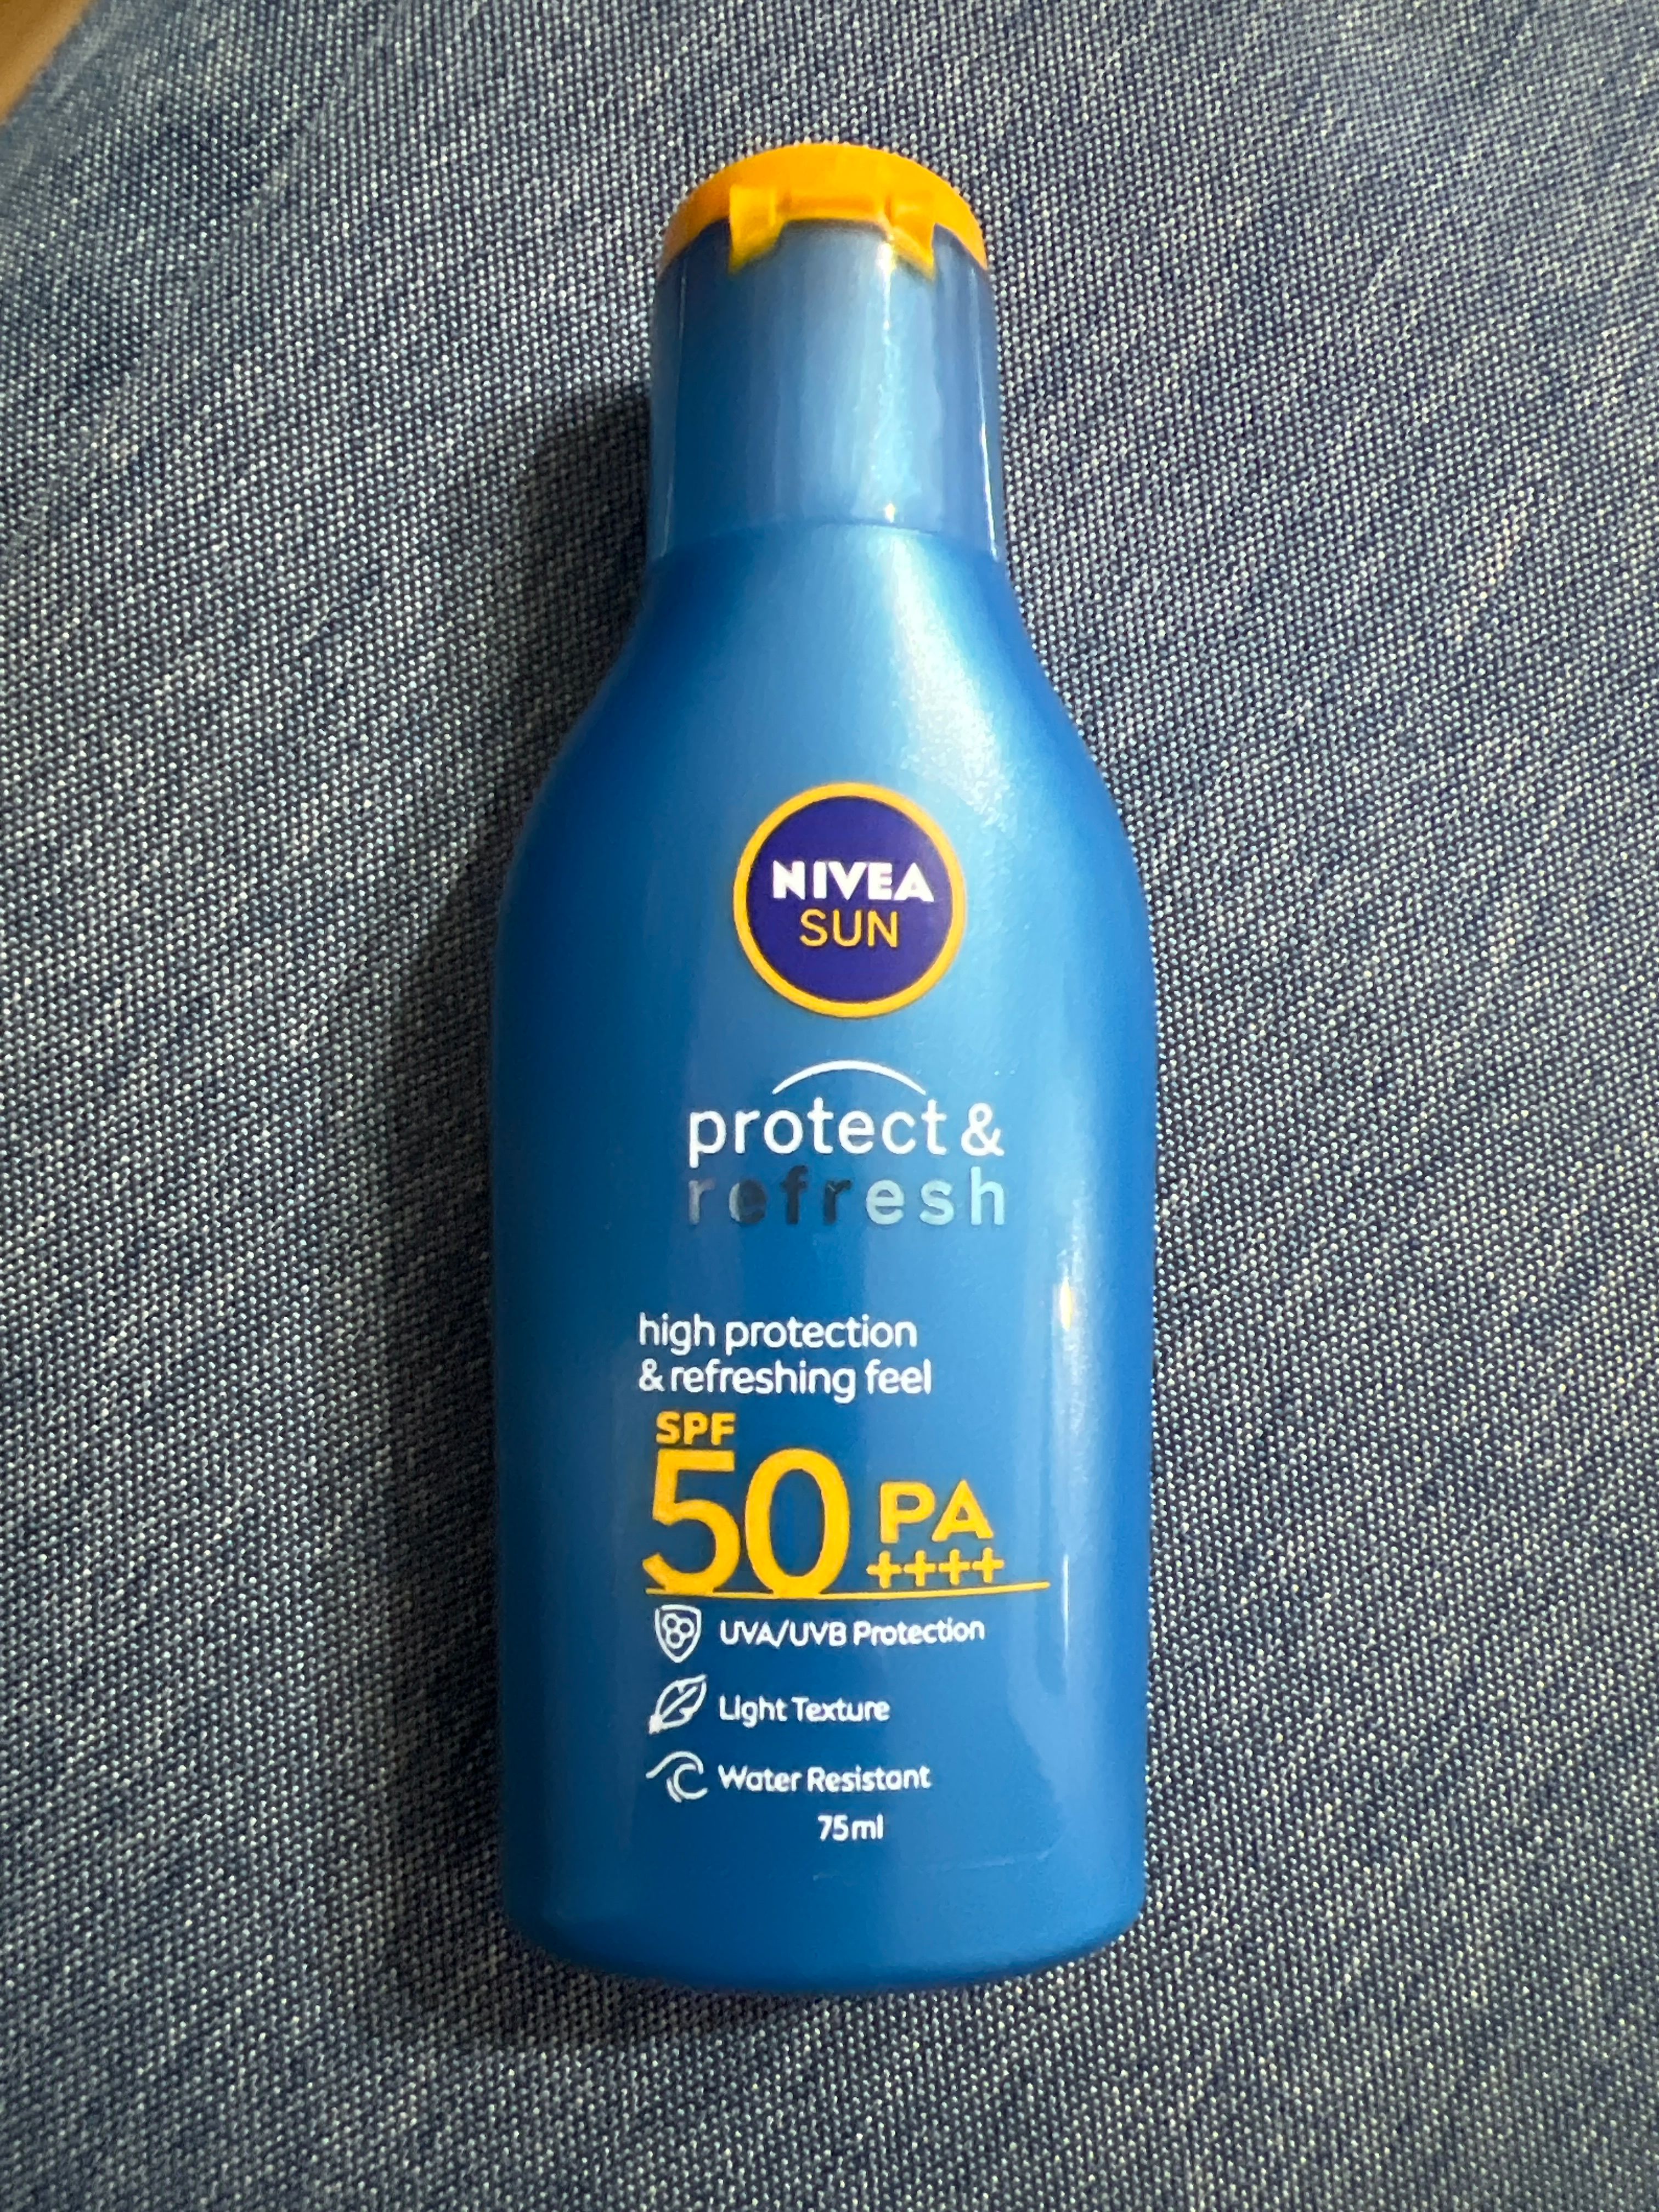 NIVEA
SUN
protect &
refresh
high protection
& refreshing feel
SPF
50 PA
++++
UVA/UVB Protection
Light Texture
Water Resistant
75ml